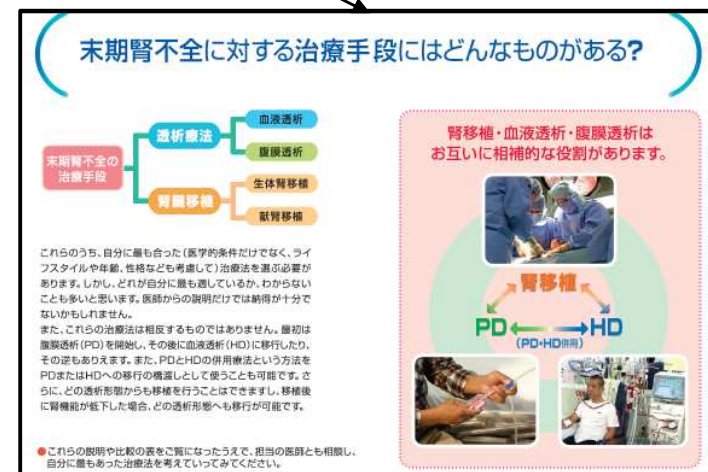 末期腎不全に対する治療手段にはどんなものがある?
末期腎不全の
治療手段
透析療法
血液透析
腹膜透析
腎臓移植
生体腎移植
献腎移植
これらのうち、自分に最も合った(医学的条件だけでなく、ライ
フスタイルや年齢、性格なども考慮して)治療法を選ぶ必要が
あります。しかし、どれが自分に最も適しているか、わからない
ことも多いと思います。医師からの説明だけでは納得が十分で
ないかもしれません。
また、これらの治療法は相反するものではありません。最初は
腹膜透析(PD)を開始し、その後に血液透析(HD)に移行したり、
その逆もありえます。また、PDとHDの併用療法という方法を
PDまたはHDへの移行の橋渡しとして使うことも可能です。さ
らに、どの透析形態からも移植を行うことはできますし、移植後
に腎機能が低下した場合、どの透析形態へも移行が可能です。
●これらの説明や比較の表をご覧になったうえで、担当の医師とも相談し、
自分に最もあった治療法を考えていってみてください。
腎移植・血液透析・腹膜透析は
お互いに相補的な役割があります。
腎移植
PD
HD
(PD+HD併用)